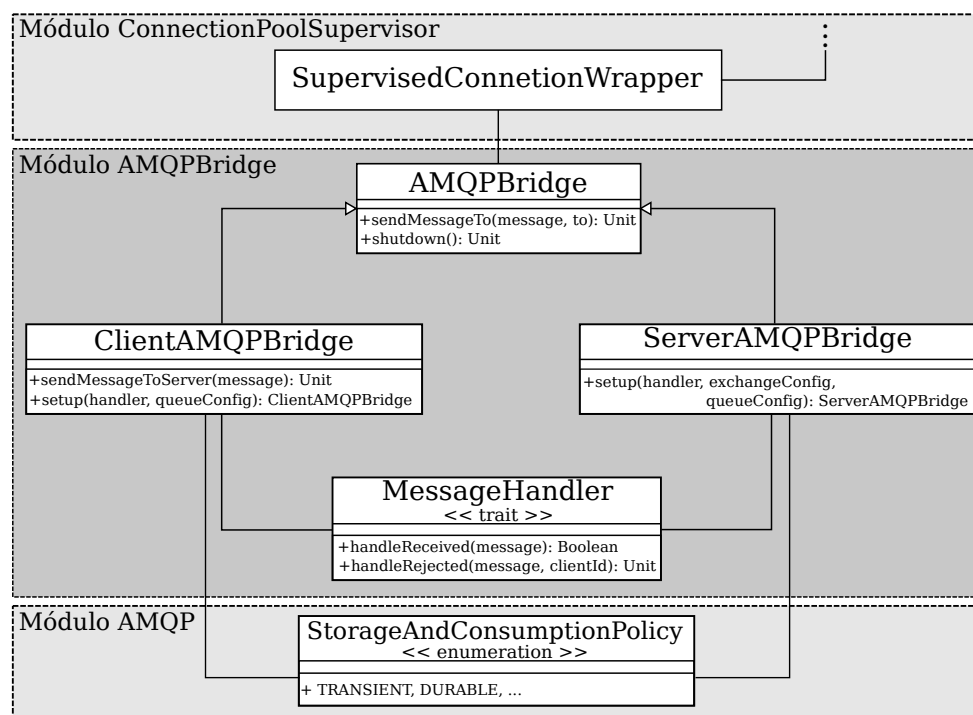 Módulo ConnectionPoolSupervisor
⋮
SupervisedConnetionWrapper
Módulo AMQPBridge
AMQPBridge
+sendMessageTo(message, to): Unit
+shutdown(): Unit
ClientAMQPBridge
+sendMessageToServer(message): Unit
+setup(handler, queueConfig): ClientAMQPBridge
ServerAMQPBridge
+setup(handler, exchangeConfig,
queueConfig): ServerAMQPBridge
MessageHandler
<< trait >>
+handleReceived(message): Boolean
+handleRejected(message, clientId): Unit
Módulo AMQP
StorageAndConsumptionPolicy
<< enumeration >>
+ TRANSIENT, DURABLE, ...